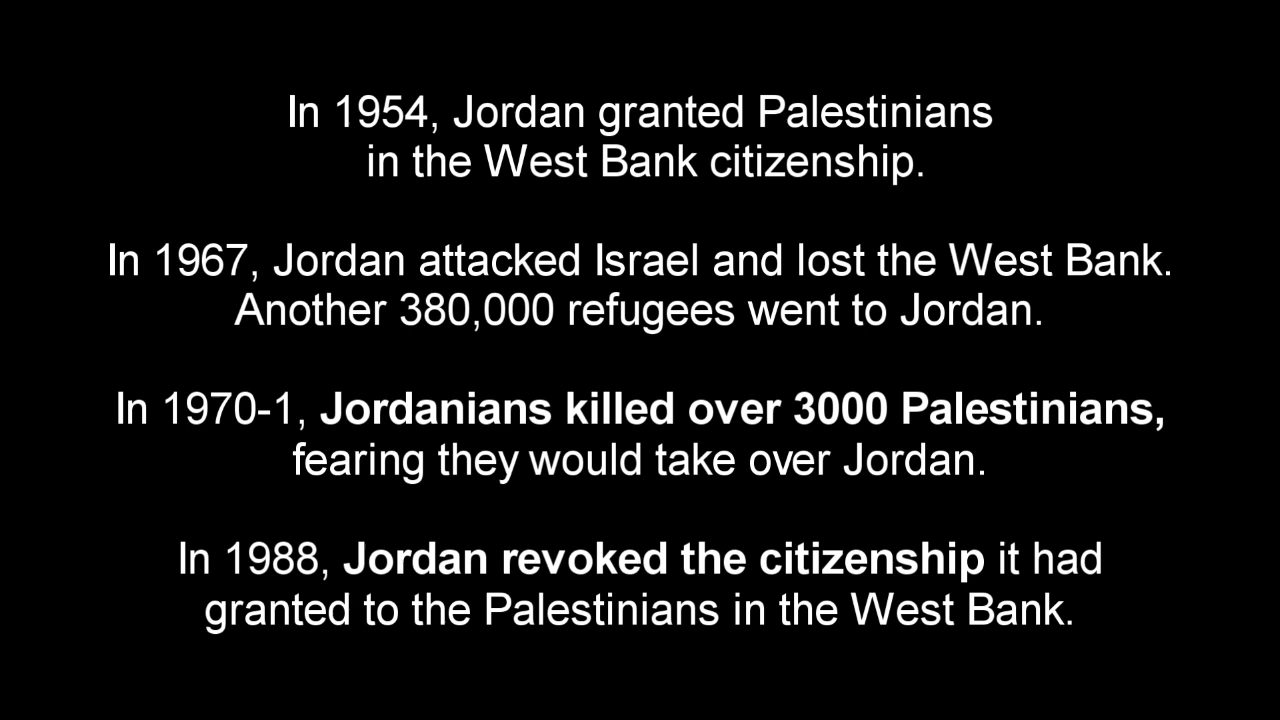 In 1954, Jordan granted Palestinians
in the West Bank citizenship.
In 1967, Jordan attacked Israel and lost the West Bank.
Another 380,000 refugees went to Jordan.
In 1970-1, Jordanians killed over 3000 Palestinians,
fearing they would take over Jordan.
In 1988, Jordan revoked the citizenship it had
granted to the Palestinians in the West Bank.